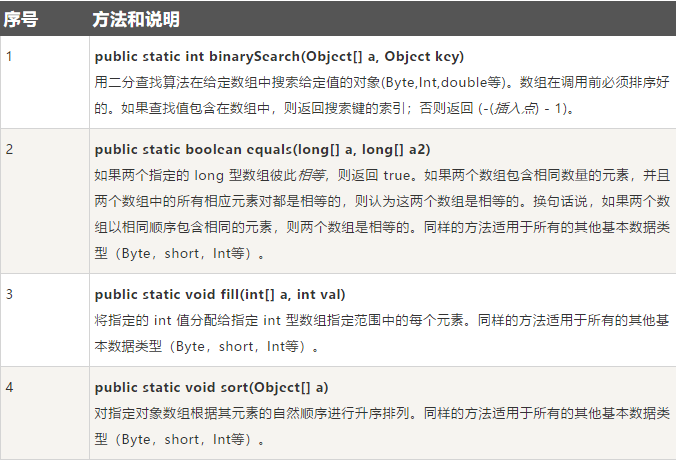 序号 方法和说明
1 public static int binarySearch(Object[] a, Object key)
用二分查找算法在给定数组中搜索给定值的对象(Byte,Int,double等)。数组在调用前必须排序好
的。如果查找值包含在数组中，则返回搜索键的索引；否则返回 (-(插入点) - 1)。
2 public static boolean equals(long[] a, long[] a2)
如果两个指定的 long 型数组彼此相等，则返回 true。如果两个数组包含相同数量的元素，并且
两个数组中的所有相应元素对都是相等的，则认为这两个数组是相等的。换句话说，如果两个数
组以相同顺序包含相同的元素，则两个数组是相等的。同样的方法适用于所有的其他基本数据类
型（Byte，short，Int等）。
3 public static void fill(int[] a, int val)
将指定的 int 值分配给指定 int 型数组指定范围中的每个元素。同样的方法适用于所有的其他基
本数据类型（Byte，short，Int等）。
4 public static void sort(Object[] a)
对指定对象数组根据其元素的自然顺序进行升序排列。同样的方法适用于所有的其他基本数据类
型（Byte，short，Int等）。